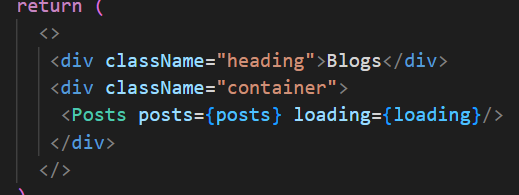 return (
<>
<div className="heading">Blogs</div>
<div className="container">
<Posts posts={posts} loading={loading}/>
</div>
</>
)